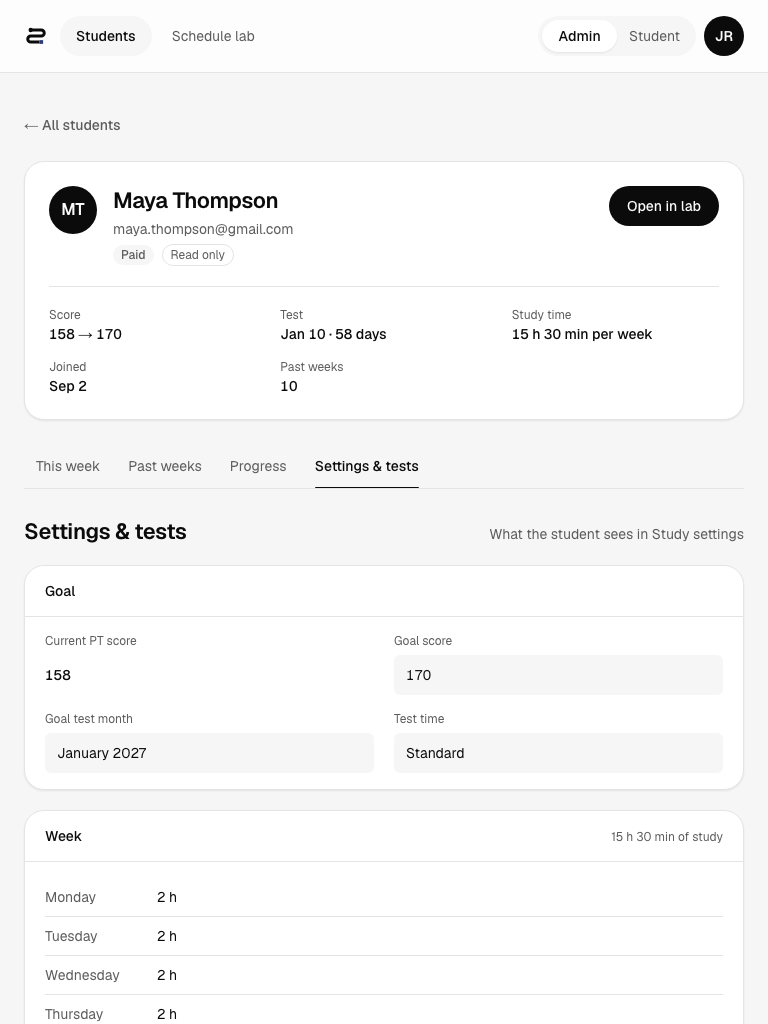 Students
Schedule lab
Admin
Student
JR
← All students
MT
Maya Thompson
Open in lab
maya.thompson@gmail.com
Paid
Read only
Score
Test
Study time
158 → 170
Jan 10 · 58 days
15 h 30 min per week
Joined
Past weeks
Sep 2
10
This week
Past weeks
Progress
Settings & tests
Settings & tests
What the student sees in Study settings
Goal
Current PT score
Goal score
158
170
Goal test month
Test time
January 2027
Standard
Week
15 h 30 min of study
Monday
2 h
Tuesday
2 h
Wednesday
2 h
Thursday
2 h